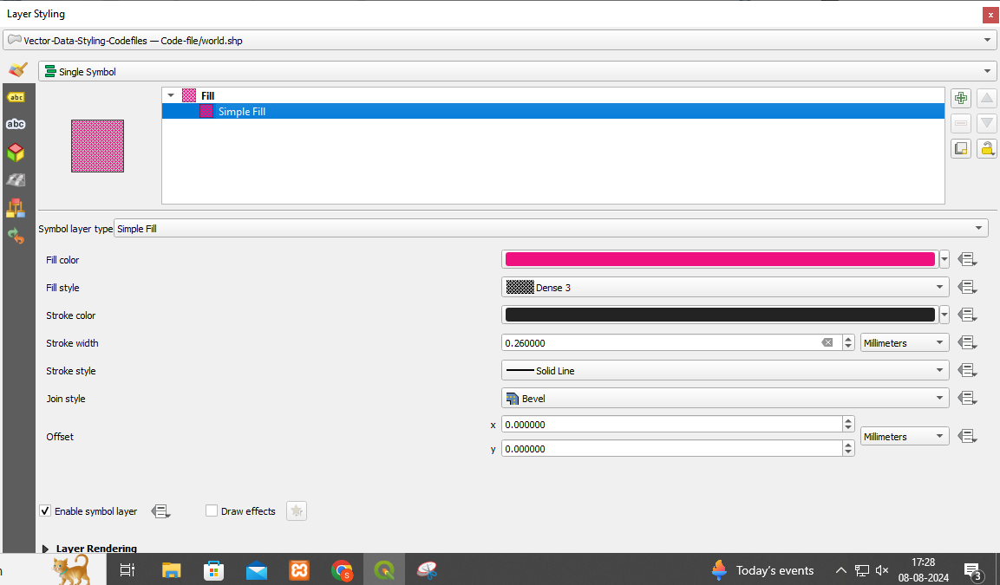 Layer Styling
x
Vector-Data-Styling-Codefiles — Code-file/world.shp
Single Symbol
abc
abc
Fill
Simple Fill
Symbol layer type Simple Fill
Fill color
Fill style Dense 3
Stroke color
Stroke width 0.260000 Millimeters
Stroke style Solid Line
Join style Bevel
Offset x 0.000000 Millimeters
y 0.000000
Enable symbol layer Draw effects
Layer Rendering
S
Today's events
17:28
08-08-2024
3